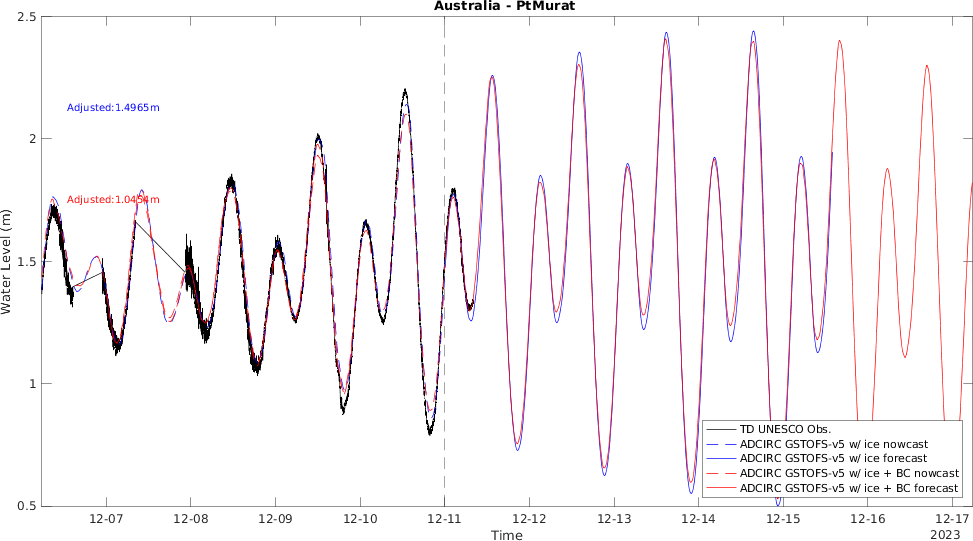 Australia - PtMurat
2.5
2
1.5
1
0.5
Water Level (m)
Adjusted:1.4965m
Adjusted:1.0454m
TD UNESCO Obs.
ADCIRC GSTOFS-v5 w/ ice nowcast
ADCIRC GSTOFS-v5 w/ ice forecast
ADCIRC GSTOFS-v5 w/ ice + BC nowcast
ADCIRC GSTOFS-v5 w/ ice + BC forecast
12-07 12-08 12-09 12-10 12-11 12-12 12-13 12-14 12-15 12-16 12-17
Time
2023